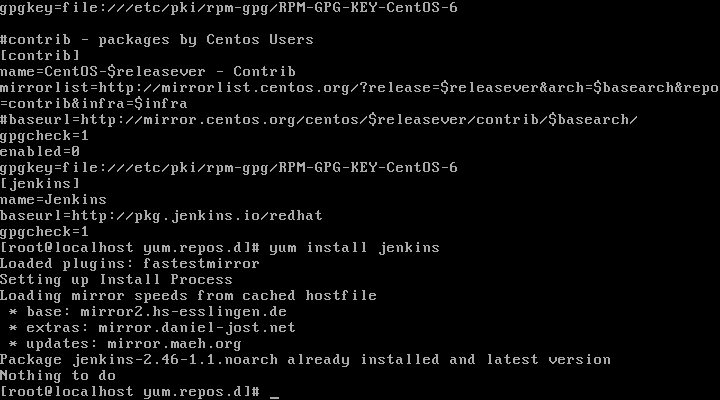 gpgkey=file:///etc/pki/rpm-gpg/RPM-GPG-KEY-CentOS-6
#contrib - packages by Centos Users
[contrib]
name=CentOS-$releasever - Contrib
mirrorlist=http://mirrorlist.centos.org/?release=$releasever&arch=$basearch&repo
=contrib&infra=$infra
#baseurl=http://mirror.centos.org/centos/$releasever/contrib/$basearch/
gpgcheck=1
enabled=0
gpgkey=file:///etc/pki/rpm-gpg/RPM-GPG-KEY-CentOS-6
[jenkins]
name=Jenkins
baseurl=http://pkg.jenkins.io/redhat
gpgcheck=1
[root@localhost yum.repos.d]# yum install jenkins
Loaded plugins: fastestmirror
Setting up Install Process
Loading mirror speeds from cached hostfile
 * base: mirror2.hs-esslingen.de
 * extras: mirror.daniel-jost.net
 * updates: mirror.maeh.org
Package jenkins-2.46-1.1.noarch already installed and latest version
Nothing to do
[root@localhost yum.repos.d]# _